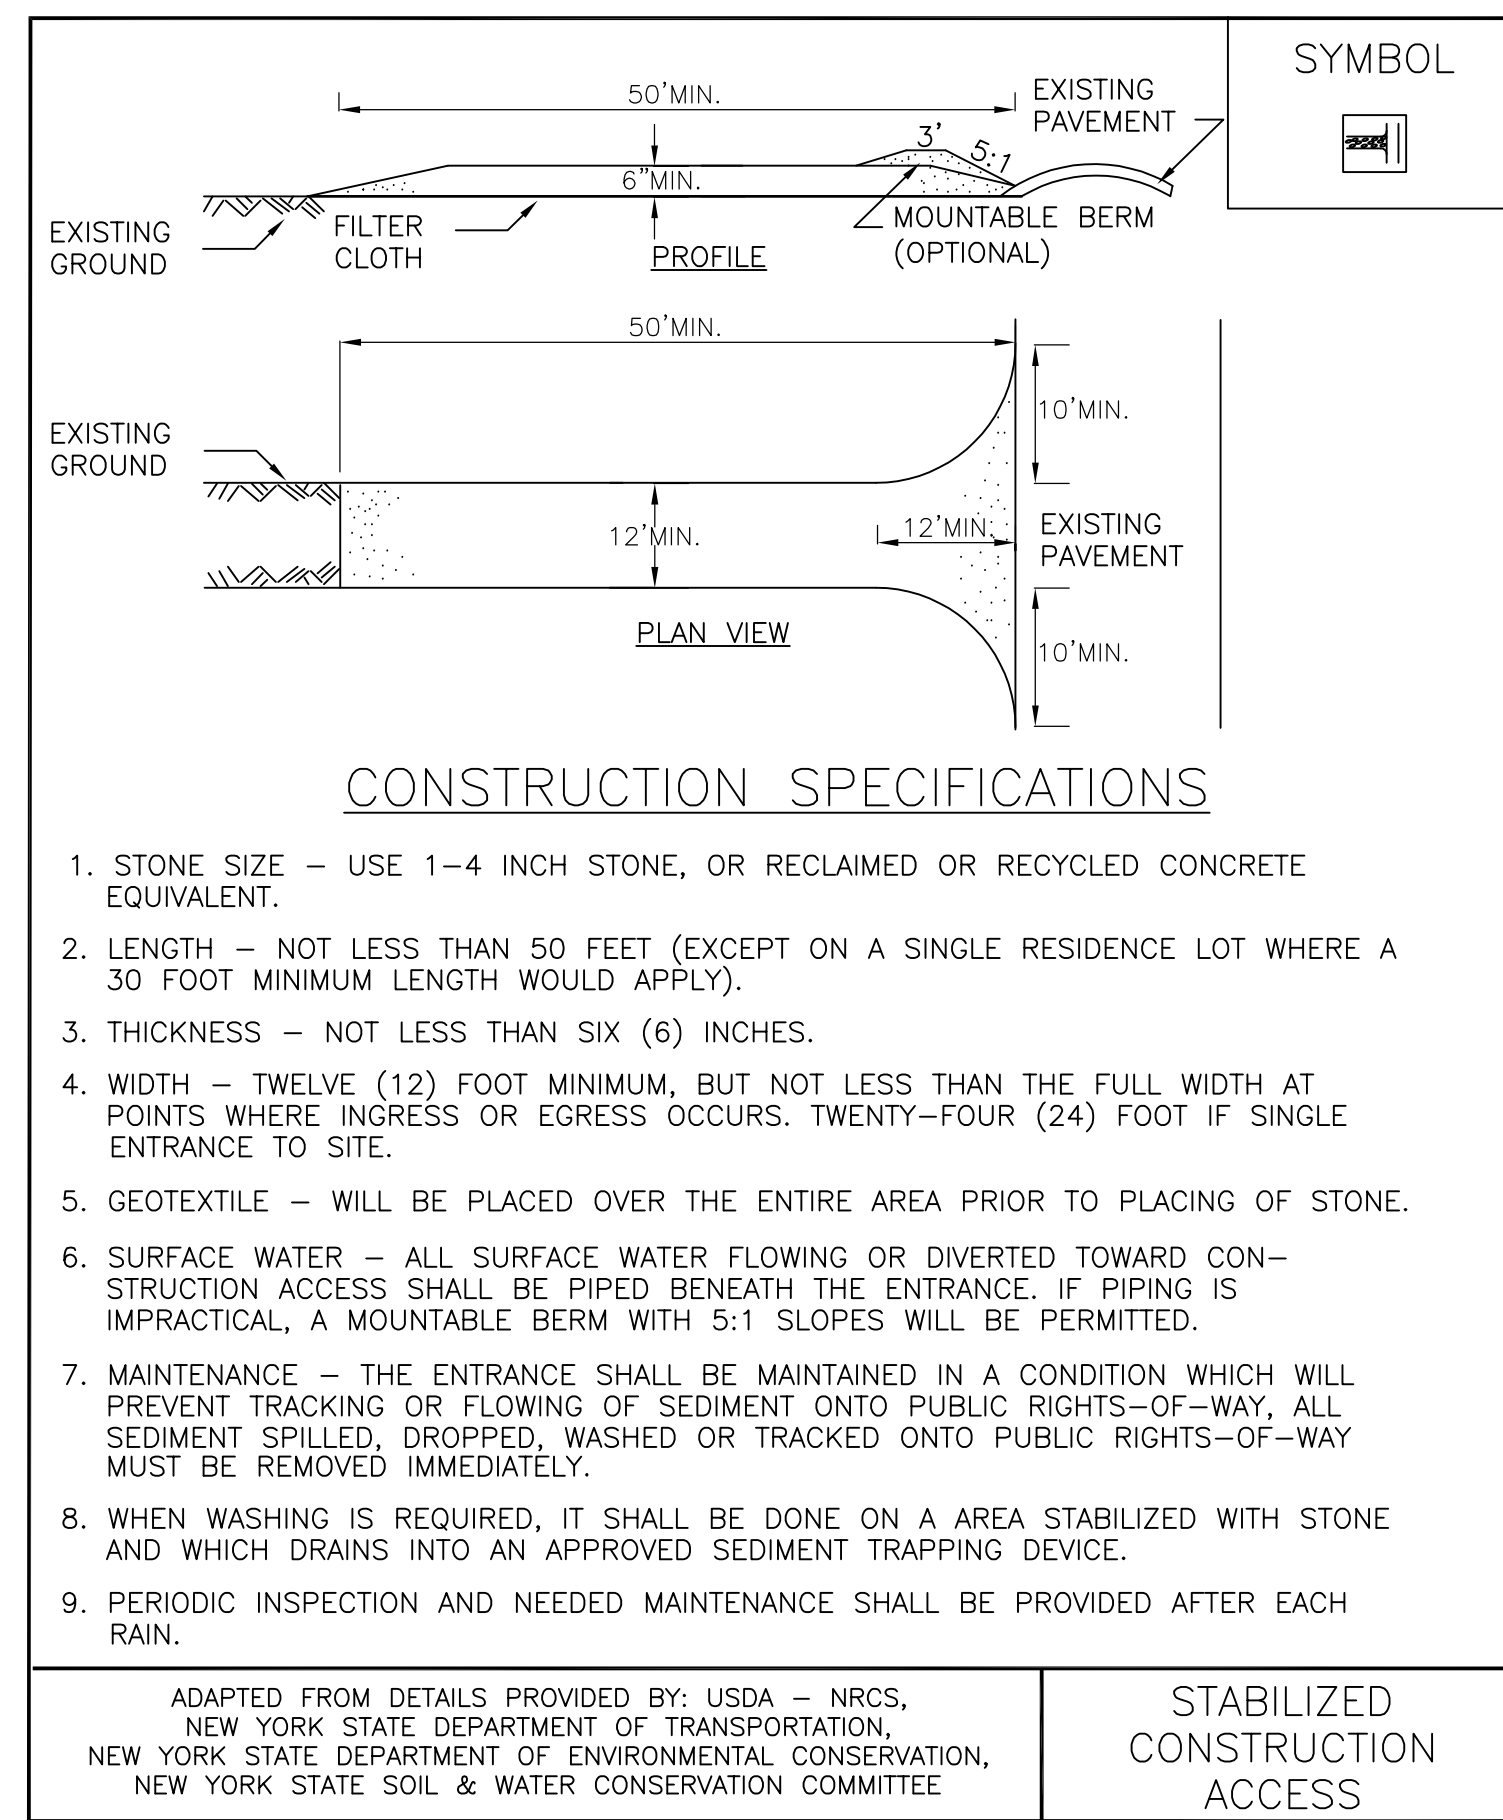 SYMBOL
50'MIN.
EXISTING
PAVEMENT
3'
5:1
6"MIN.
EXISTING
GROUND
FILTER
CLOTH
PROFILE
MOUNTABLE BERM
(OPTIONAL)
50'MIN.
10'MIN.
EXISTING
GROUND
12'MIN.
12'MIN.
EXISTING
PAVEMENT
PLAN VIEW
10'MIN.
CONSTRUCTION SPECIFICATIONS
1. STONE SIZE – USE 1–4 INCH STONE, OR RECLAIMED OR RECYCLED CONCRETE
EQUIVALENT.
2. LENGTH – NOT LESS THAN 50 FEET (EXCEPT ON A SINGLE RESIDENCE LOT WHERE A
30 FOOT MINIMUM LENGTH WOULD APPLY).
3. THICKNESS – NOT LESS THAN SIX (6) INCHES.
4. WIDTH – TWELVE (12) FOOT MINIMUM, BUT NOT LESS THAN THE FULL WIDTH AT
POINTS WHERE INGRESS OR EGRESS OCCURS. TWENTY–FOUR (24) FOOT IF SINGLE
ENTRANCE TO SITE.
5. GEOTEXTILE – WILL BE PLACED OVER THE ENTIRE AREA PRIOR TO PLACING OF STONE.
6. SURFACE WATER – ALL SURFACE WATER FLOWING OR DIVERTED TOWARD CON–
STRUCTION ACCESS SHALL BE PIPED BENEATH THE ENTRANCE. IF PIPING IS
IMPRACTICAL, A MOUNTABLE BERM WITH 5:1 SLOPES WILL BE PERMITTED.
7. MAINTENANCE – THE ENTRANCE SHALL BE MAINTAINED IN A CONDITION WHICH WILL
PREVENT TRACKING OR FLOWING OF SEDIMENT ONTO PUBLIC RIGHTS–OF–WAY, ALL
SEDIMENT SPILLED, DROPPED, WASHED OR TRACKED ONTO PUBLIC RIGHTS–OF–WAY
MUST BE REMOVED IMMEDIATELY.
8. WHEN WASHING IS REQUIRED, IT SHALL BE DONE ON A AREA STABILIZED WITH STONE
AND WHICH DRAINS INTO AN APPROVED SEDIMENT TRAPPING DEVICE.
9. PERIODIC INSPECTION AND NEEDED MAINTENANCE SHALL BE PROVIDED AFTER EACH
RAIN.
ADAPTED FROM DETAILS PROVIDED BY: USDA – NRCS,
NEW YORK STATE DEPARTMENT OF TRANSPORTATION,
NEW YORK STATE DEPARTMENT OF ENVIRONMENTAL CONSERVATION,
NEW YORK STATE SOIL & WATER CONSERVATION COMMITTEE
STABILIZED
CONSTRUCTION
ACCESS